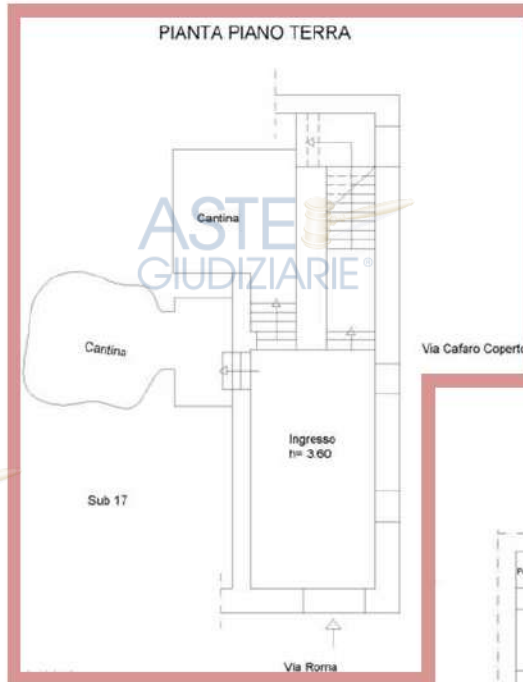 PIANTA PIANO TERRA
Cantina
ASTE
GIUDIZIARIE®
Cantina
Via Cafaro Coperto
Ingresso
h= 3.60
Sub 17
Via Roma